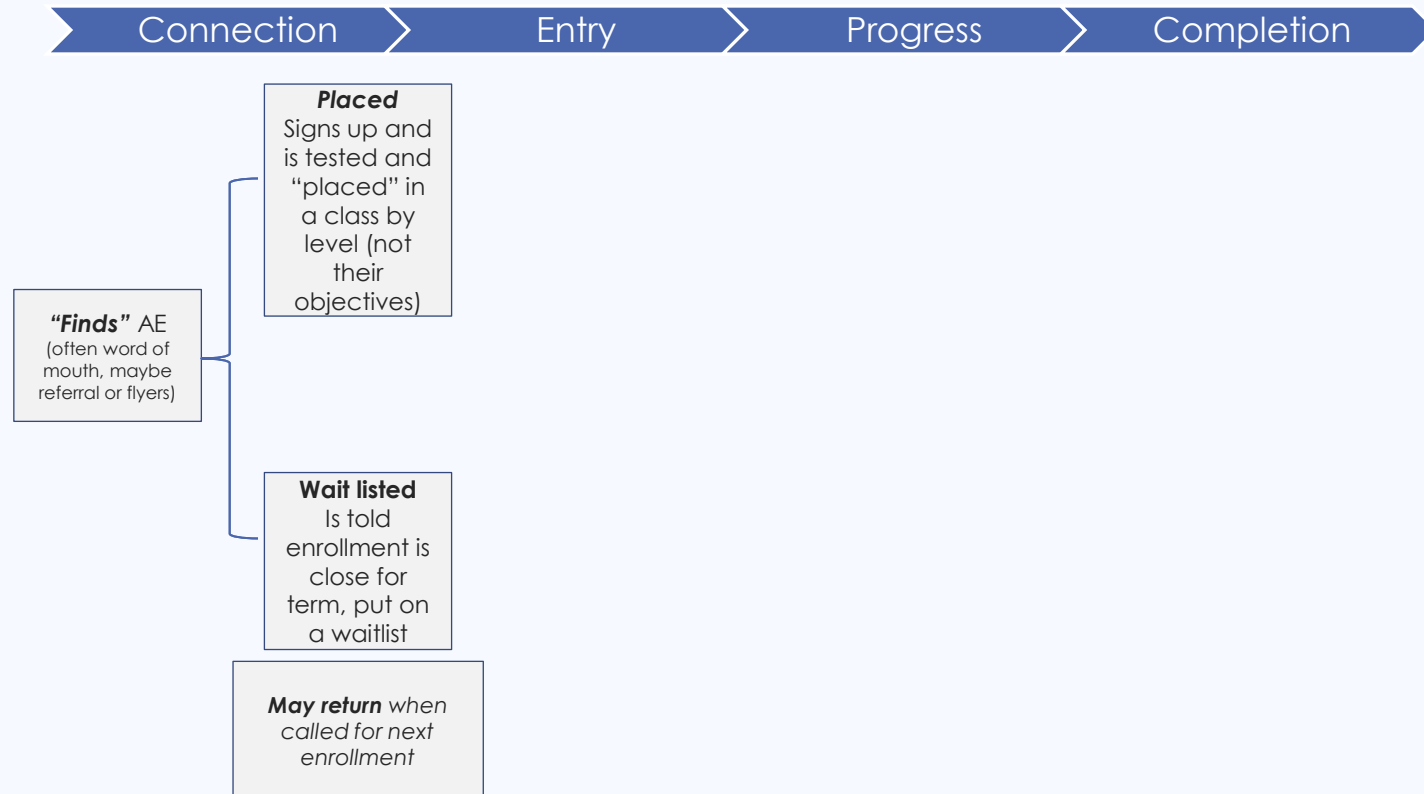 Connection
Entry
Progress
Completion
Placed
Signs up and
is tested and
“placed” in
a class by
level (not
their
objectives)
“Finds” AE
(often word of
mouth, maybe
referral or flyers)
Wait listed
Is told
enrollment is
close for
term, put on
a waitlist
May return when
called for next
enrollment